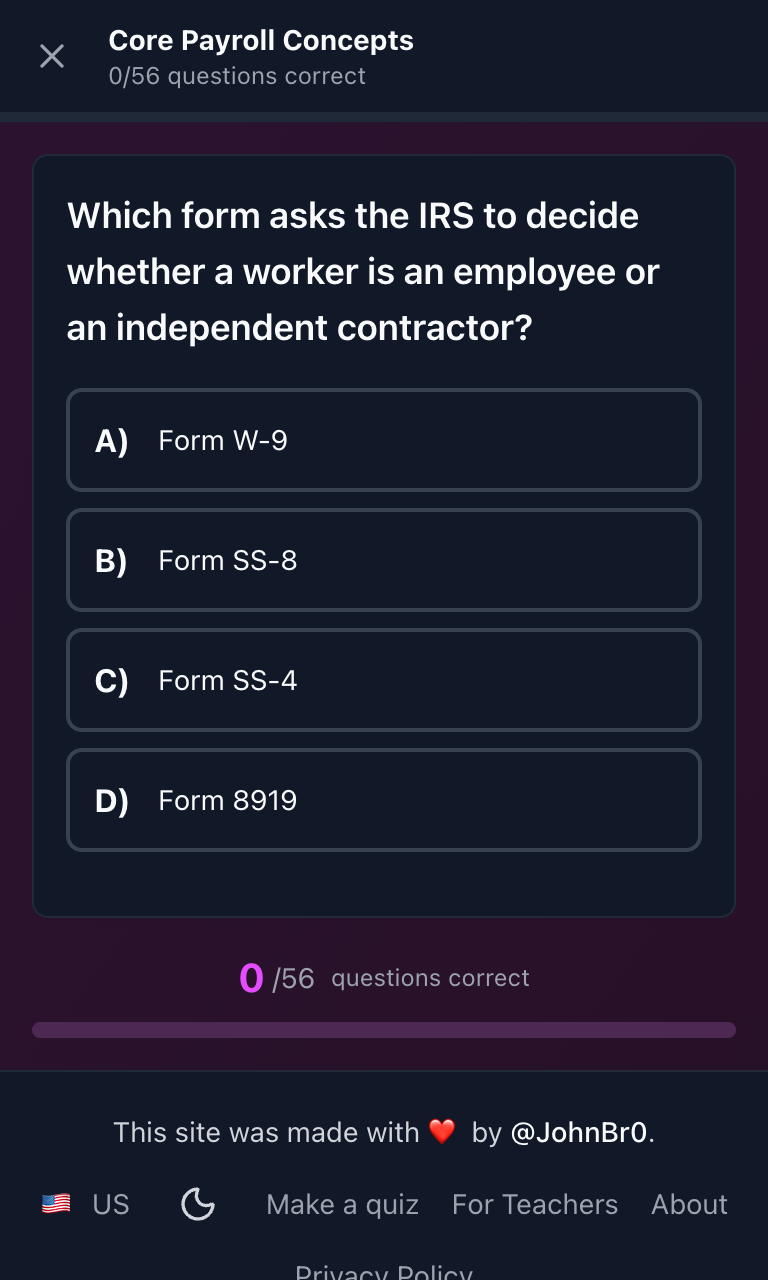 Core Payroll Concepts
0/56 questions correct
Which form asks the IRS to decide
whether a worker is an employee or
an independent contractor?
A) Form W-9
B) Form SS-8
C) Form SS-4
D) Form 8919
0 /56 questions correct
This site was made with ❤️ by @JohnBr0.
🇺🇸 US Make a quiz For Teachers About
Privacy Policy